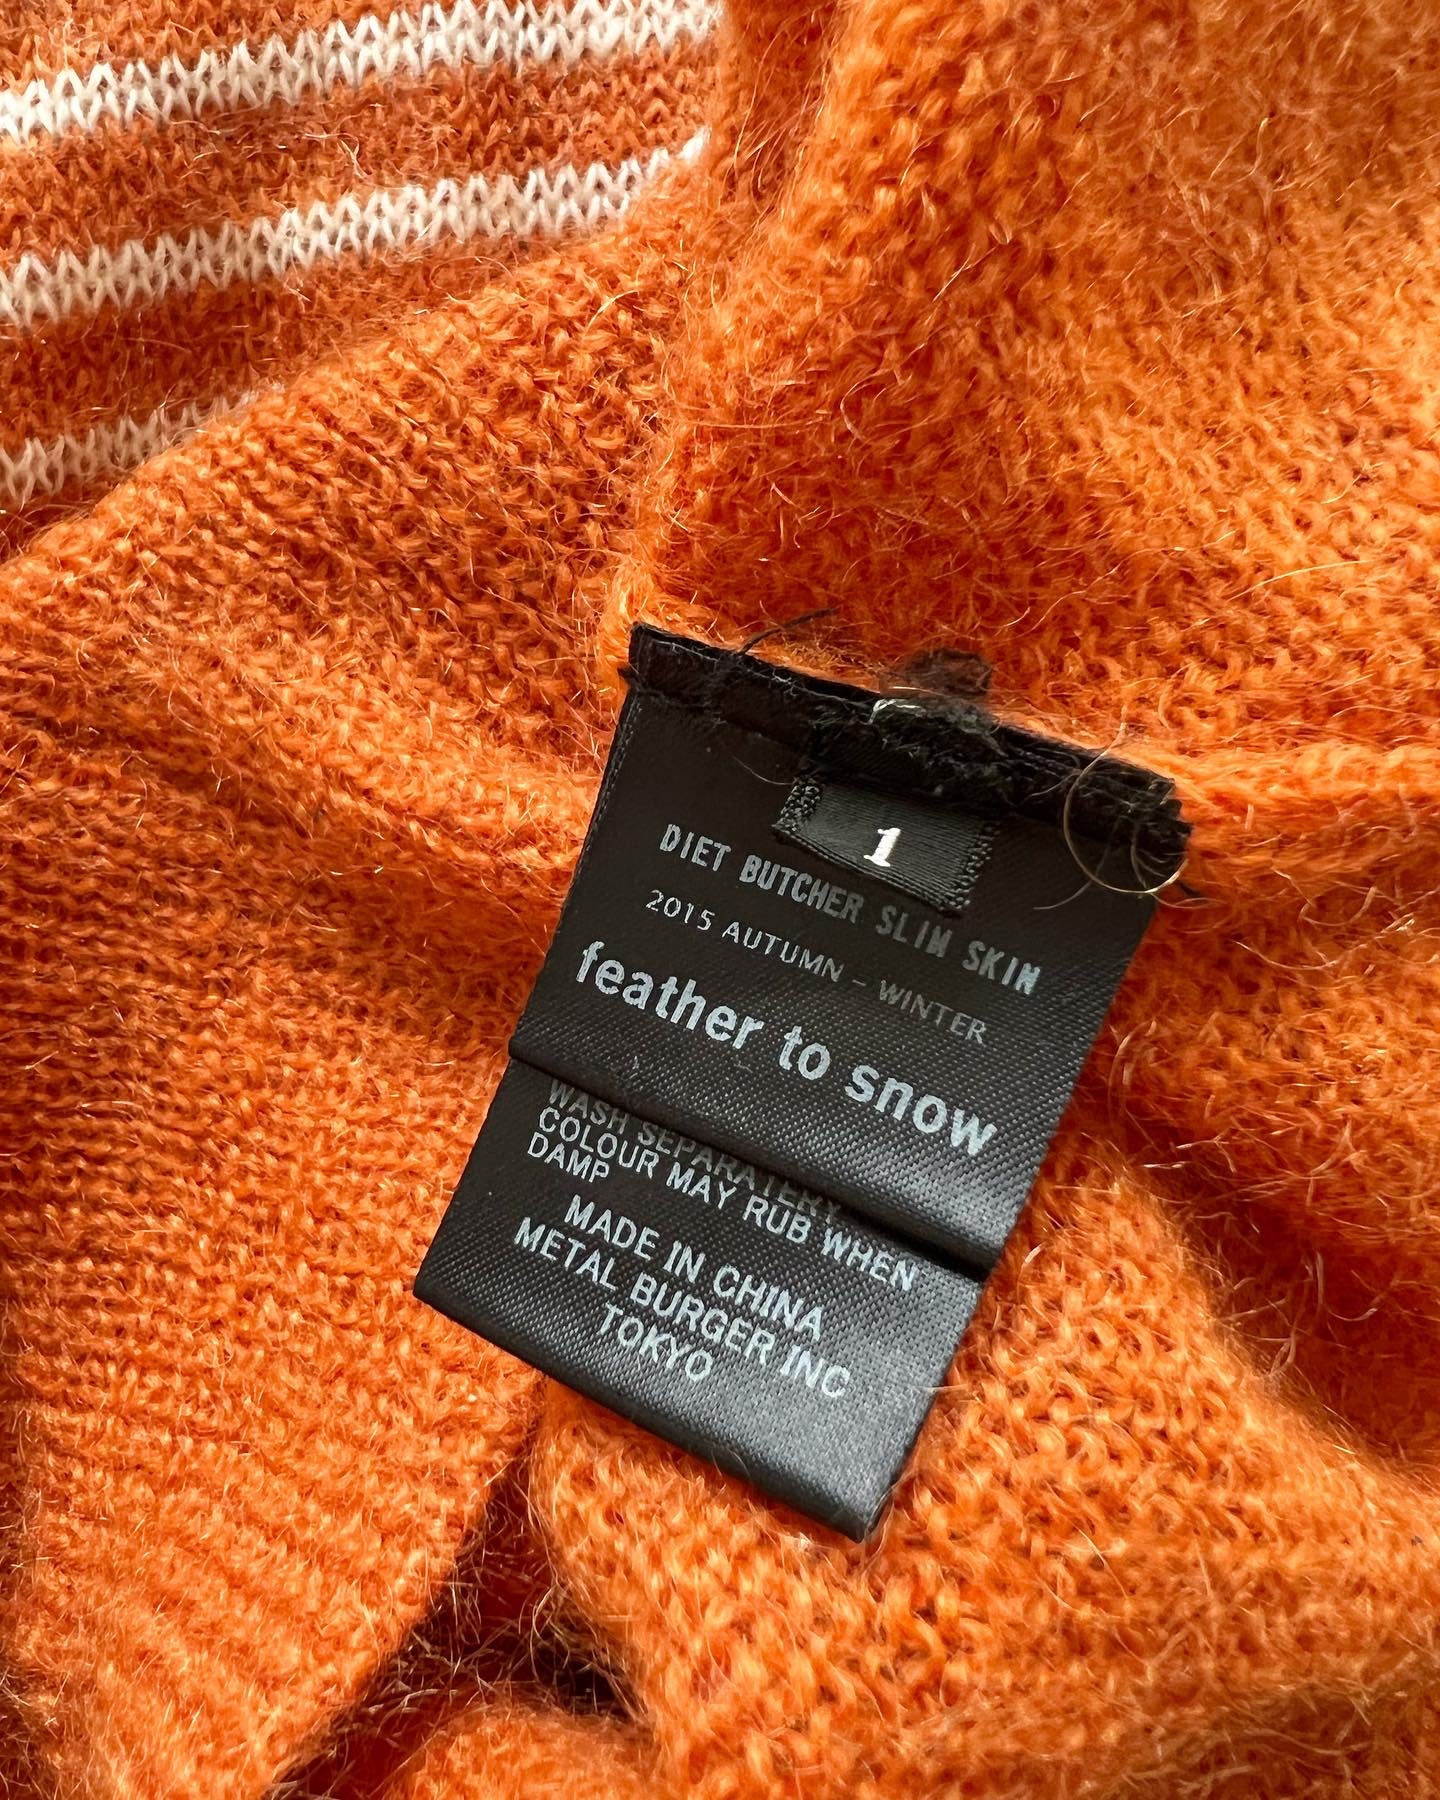 1
DIET BUTCHER SLIM SKIN
2015 AUTUMN - WINTER
feather to snow
WASH SEPARATERY.
COLOUR MAY RUB WHEN
DAMP
MADE IN CHINA
METAL BURGER INC
TOKYO